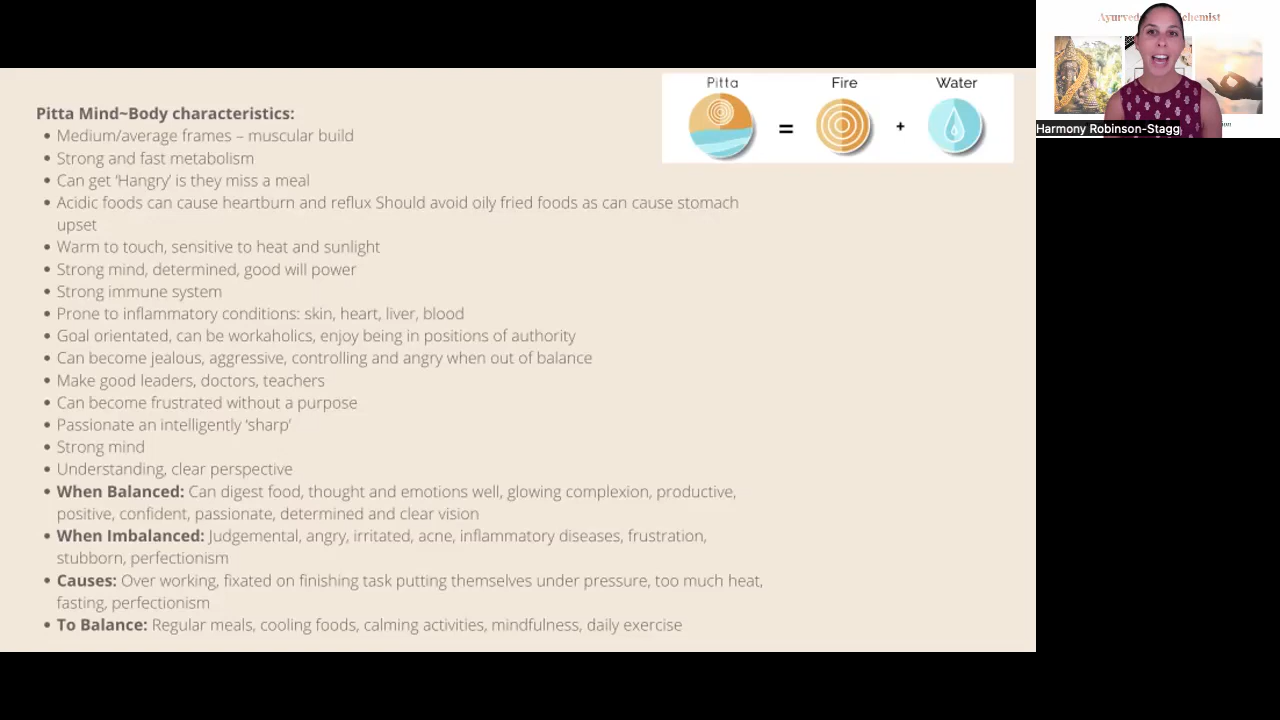 Pitta Mind~Body characteristics:
Medium/average frames – muscular build
Strong and fast metabolism
Can get ‘Hangry’ is they miss a meal
Acidic foods can cause heartburn and reflux Should avoid oily fried foods as can cause stomach
upset
Warm to touch, sensitive to heat and sunlight
Strong mind, determined, good will power
Strong immune system
Prone to inflammatory conditions: skin, heart, liver, blood
Goal orientated, can be workaholics, enjoy being in positions of authority
Can become jealous, aggressive, controlling and angry when out of balance
Make good leaders, doctors, teachers
Can become frustrated without a purpose
Passionate an intelligently ‘sharp’
Strong mind
Understanding, clear perspective
When Balanced: Can digest food, thought and emotions well, glowing complexion, productive,
positive, confident, passionate, determined and clear vision
When Imbalanced: Judgemental, angry, irritated, acne, inflammatory diseases, frustration,
stubborn, perfectionism
Causes: Over working, fixated on finishing task putting themselves under pressure, too much heat,
fasting, perfectionism
To Balance: Regular meals, cooling foods, calming activities, mindfulness, daily exercise
Pitta Fire Water
= +
Harmony Robinson-Stagg